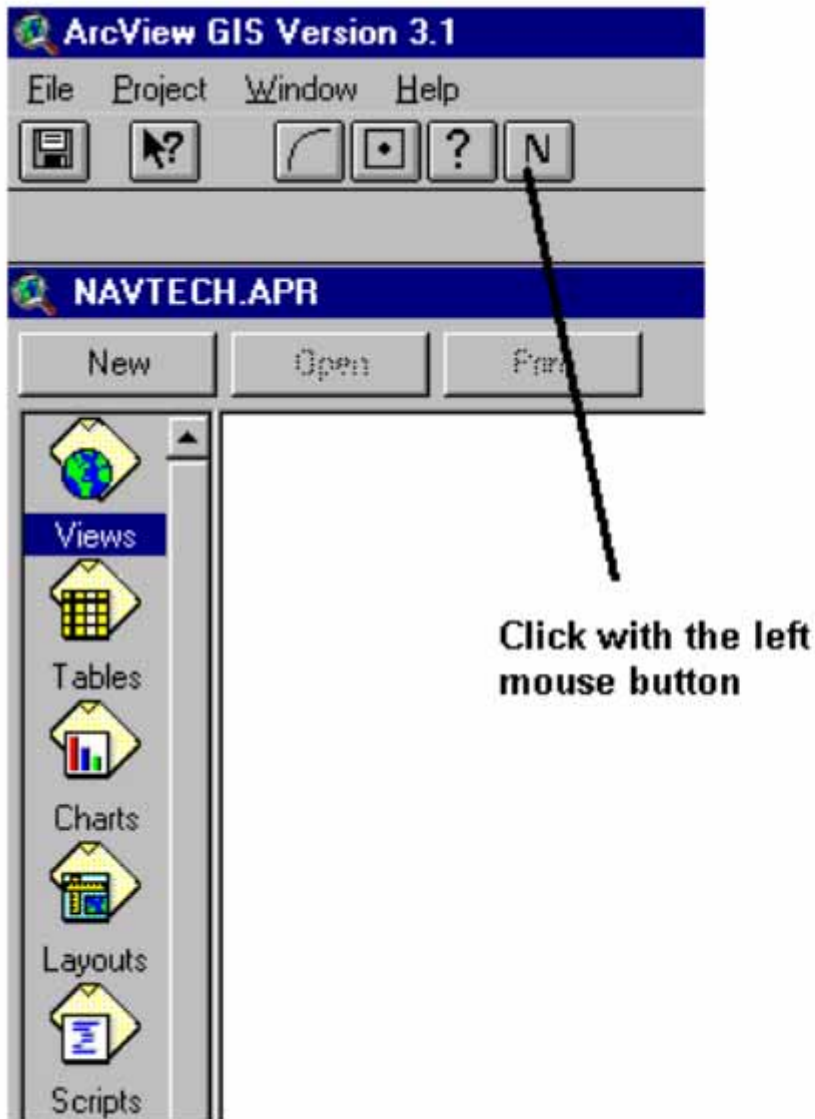 ArcView GIS Version 3.1
File Project Window Help
? ? N
NAVTECH.APR
New Open Print
Views
Tables
Click with the left
mouse button
Charts
Layouts
Scripts